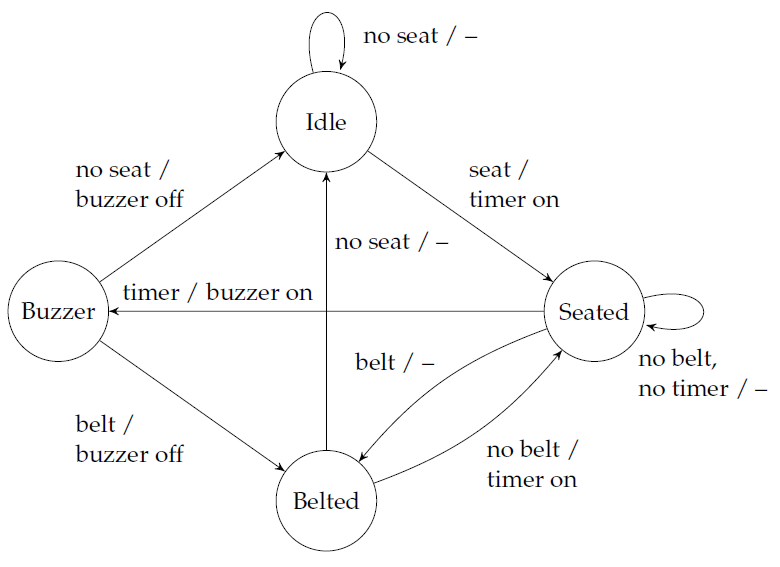 no seat / –
Idle
no seat /
buzzer off
seat /
timer on
no seat / –
timer / buzzer on
Buzzer
Seated
belt / –
no belt,
no timer / –
belt /
buzzer off
no belt /
timer on
Belted